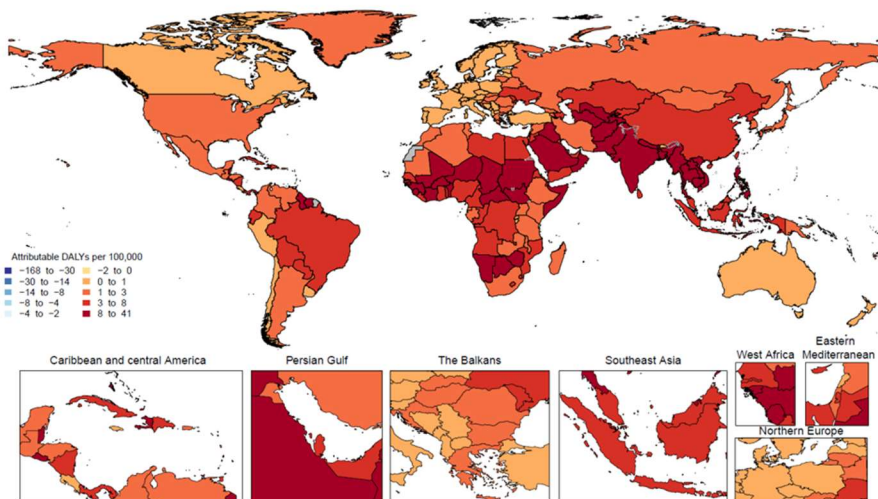 Attributable DALYs per 100,000
−168 to −30
−30 to −14
−14 to −8
−8 to −4
−4 to −2
−2 to 0
0 to 1
1 to 3
3 to 8
8 to 41
Caribbean and central America
Persian Gulf
The Balkans
Southeast Asia
West Africa
Eastern
Mediterranean
Northern Europe